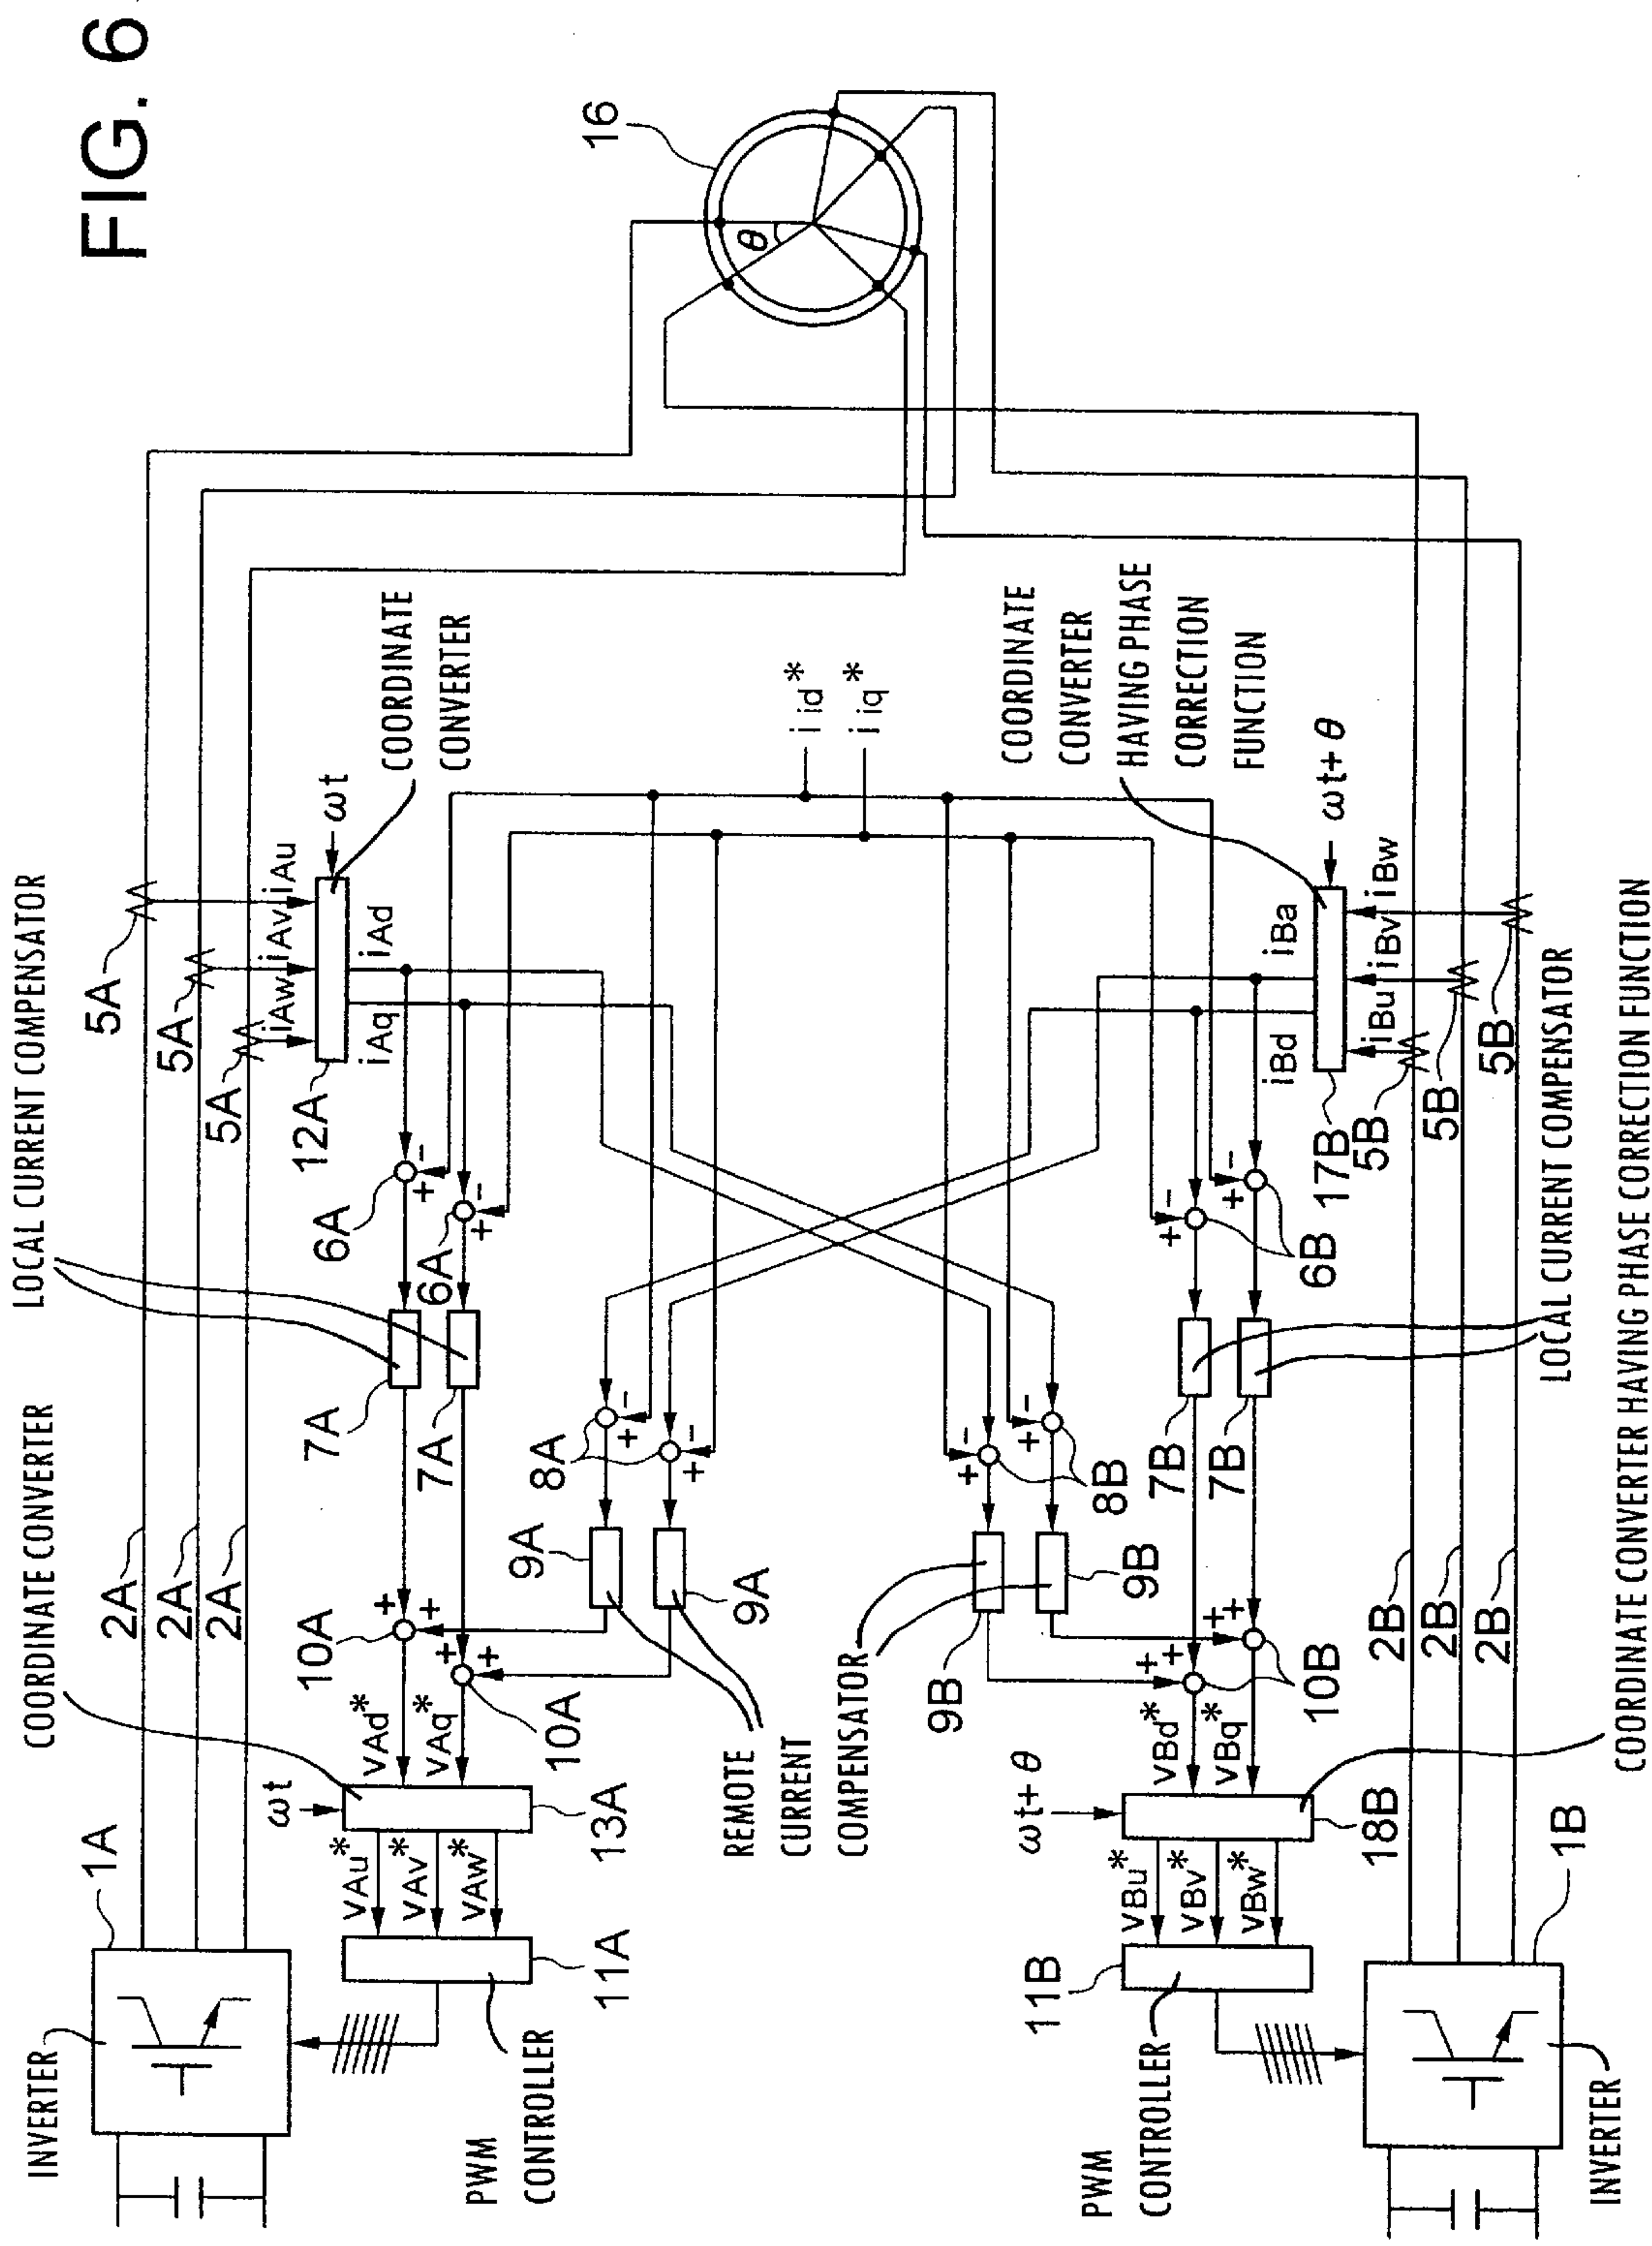 FIG. 6
INVERTER
1A
2A
2A
2A
COORDINATE CONVERTER
LOCAL CURRENT COMPENSATOR
5A
5A
5A
iAu
iAv
iAw
ωt
COORDINATE
CONVERTER
12A
iAd
iAq
6A
6A
7A
7A
10A
10A
+
+
+
+
+
-
+
-
vAd*
vAq*
ωt
13A
vAu*
vAv*
vAw*
11A
PWM
CONTROLLER
16
θ
8A
+
-
+
-
9A
9A
REMOTE
CURRENT
COMPENSATOR
iid*
iiq*
8B
+
-
+
-
9B
9B
COORDINATE
CONVERTER
HAVING PHASE
CORRECTION
FUNCTION
ωt+θ
iBa
iBd
17B
iBu
iBv
iBw
5B
5B
5B
6B
+
-
+
-
7B
7B
10B
+
+
+
+
vBd*
vBq*
ωt+θ
18B
vBu*
vBv*
vBw*
11B
PWM
CONTROLLER
2B
2B
2B
1B
INVERTER
LOCAL CURRENT COMPENSATOR
COORDINATE CONVERTER HAVING PHASE CORRECTION FUNCTION